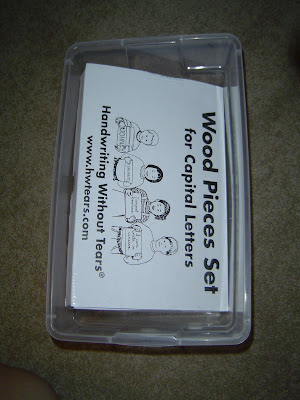 Wood Pieces Set
for Capital Letters
Handwriting Without Tears®
www.hwtears.com